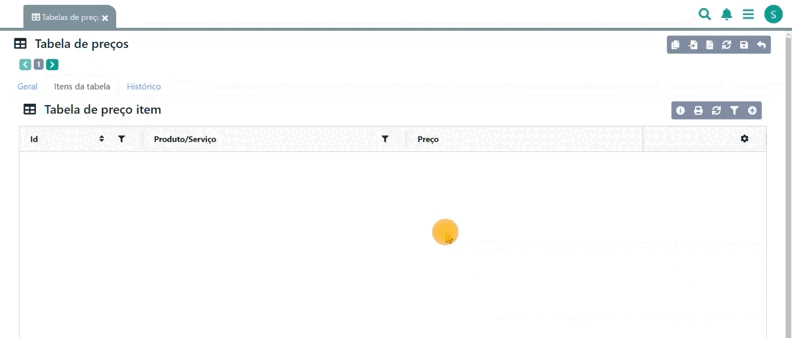 Tabelas de preço
S
Tabela de preços
1
Geral Itens da tabela Histórico
Tabela de preço item
Id Produto/Serviço Preço